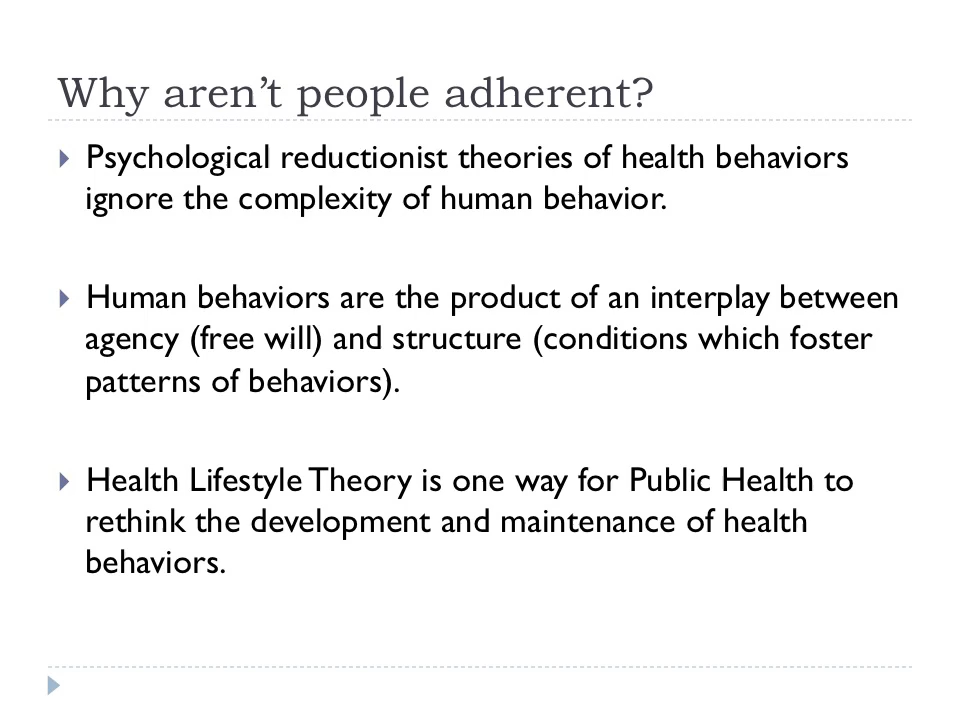 Why aren’t people adherent?
Psychological reductionist theories of health behaviors
ignore the complexity of human behavior.
Human behaviors are the product of an interplay between
agency (free will) and structure (conditions which foster
patterns of behaviors).
Health Lifestyle Theory is one way for Public Health to
rethink the development and maintenance of health
behaviors.